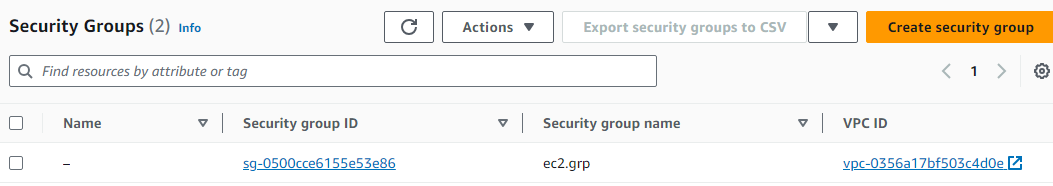 Security Groups (2) Info Actions Export security groups to CSV Create security group
Find resources by attribute or tag 1
Name Security group ID Security group name VPC ID
– sg-0500cce6155e53e86 ec2.grp vpc-0356a17bf503c4d0e